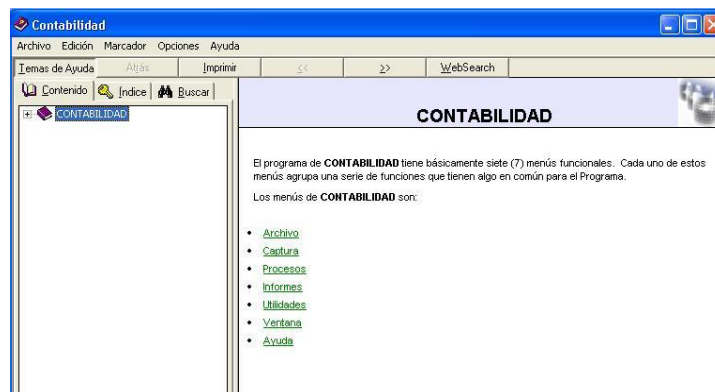 Contabilidad
Archivo Edición Marcador Opciones Ayuda
Temas de Ayuda Atrás Imprimir << >> WebSearch
Contenido Índice Buscar
CONTABILIDAD
CONTABILIDAD
El programa de CONTABILIDAD tiene básicamente siete (7) menús funcionales. Cada uno de estos
menús agrupa una serie de funciones que tienen algo en común para el Programa.
Los menús de CONTABILIDAD son:
• Archivo
• Captura
• Procesos
• Informes
• Utilidades
• Ventana
• Ayuda